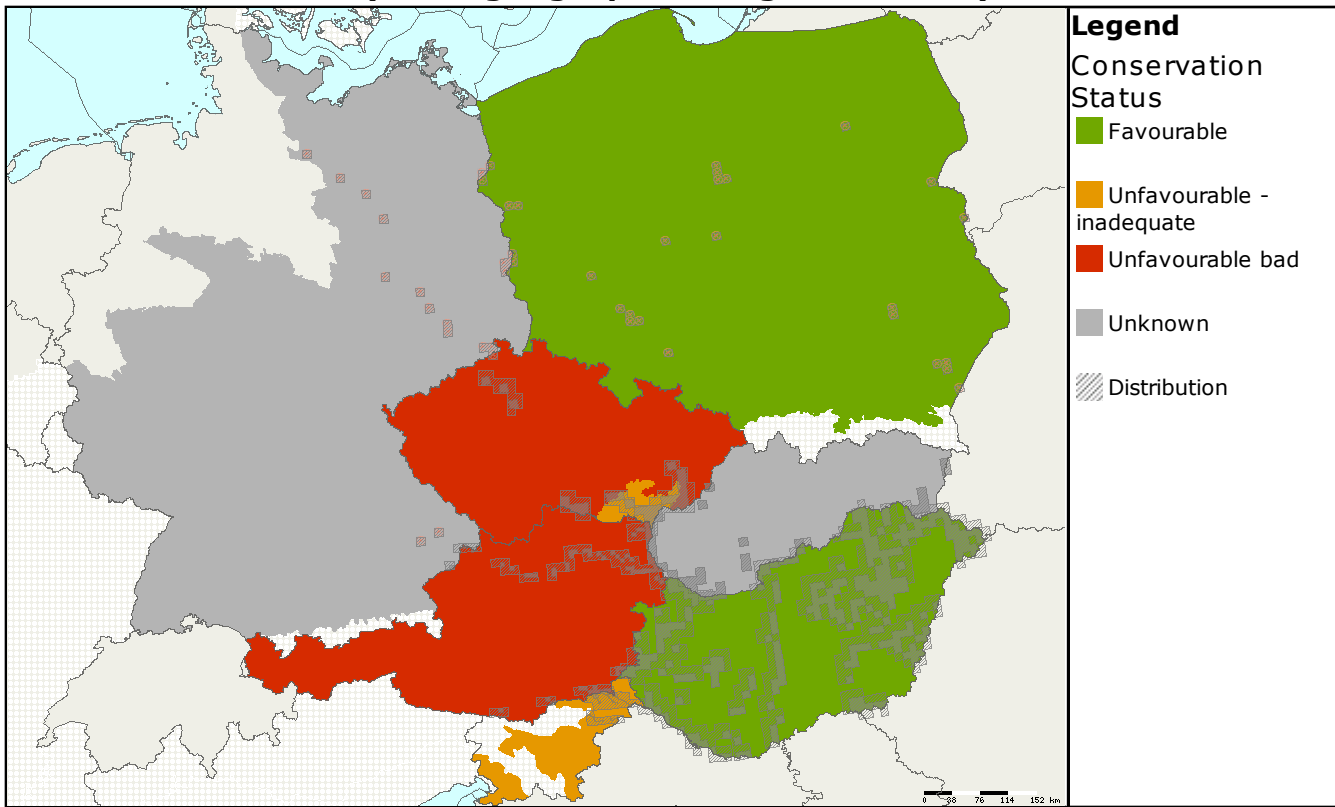 Legend
Conservation
Status
Favourable
Unfavourable -
inadequate
Unfavourable bad
Unknown
Distribution
0 38 76 114 152 km